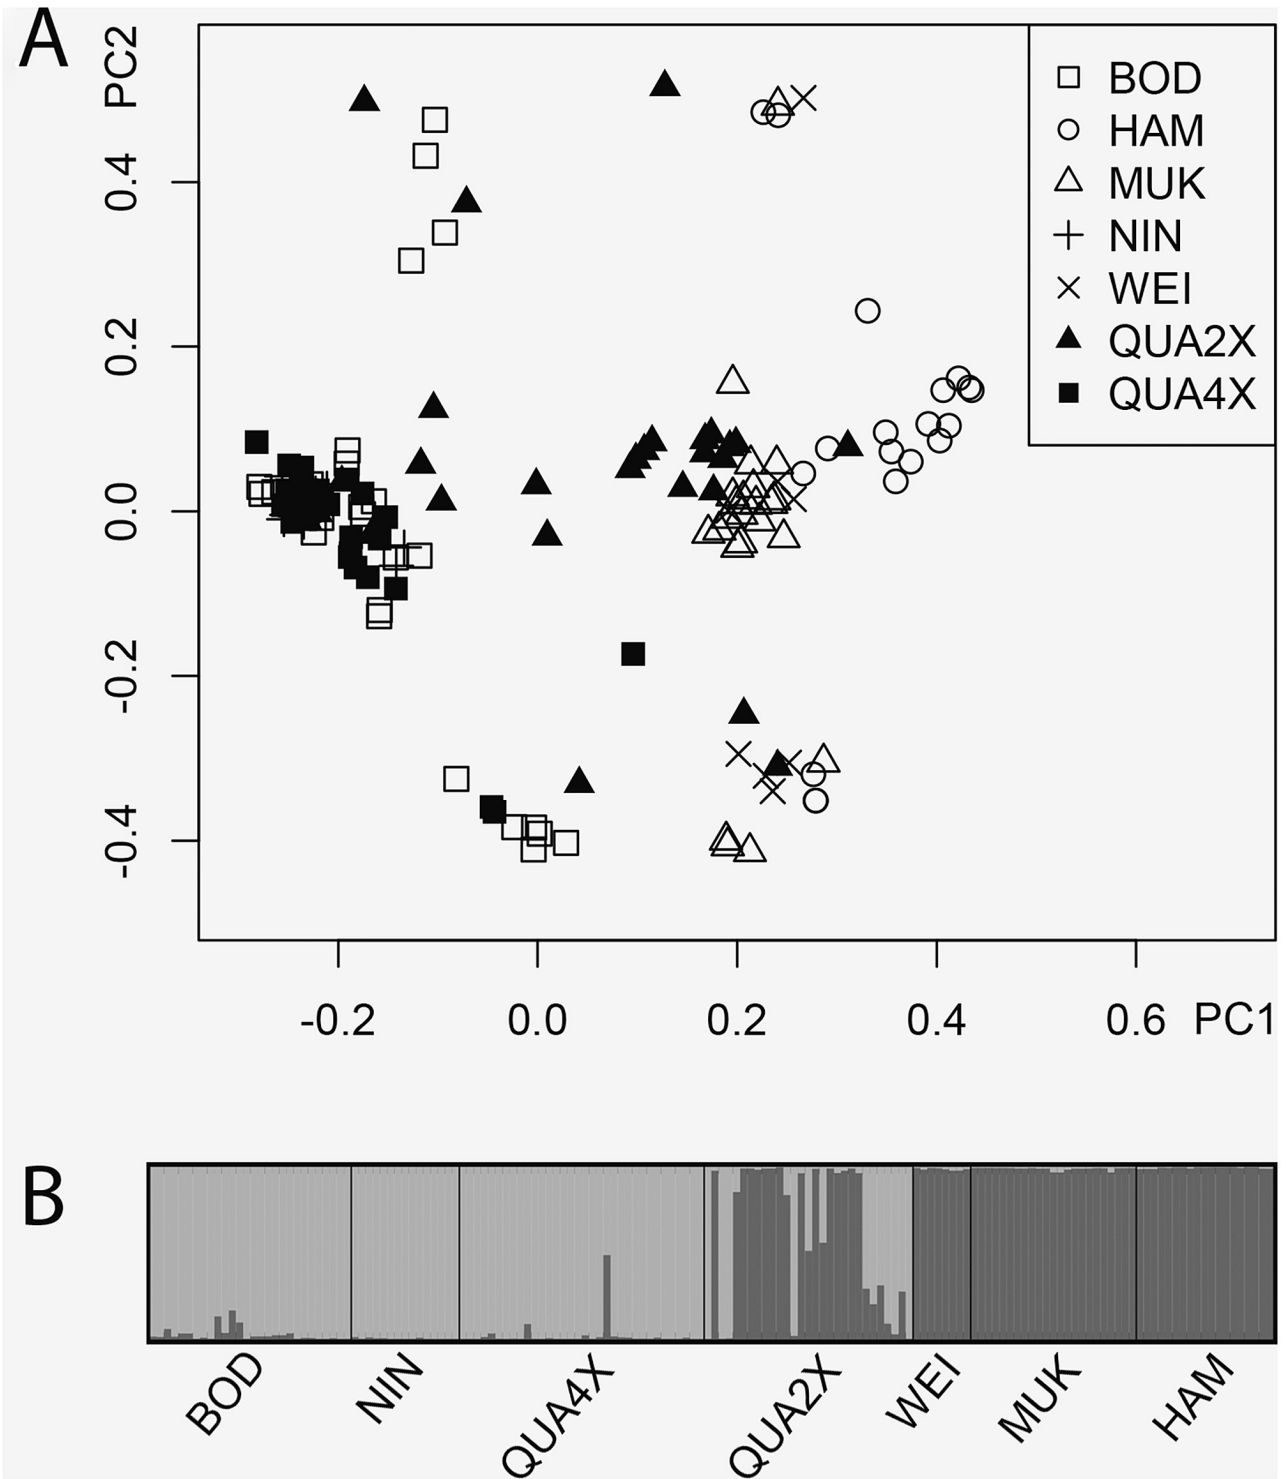 A
PC2
BOD
HAM
MUK
NIN
WEI
QUA2X
QUA4X
0.4
0.2
0.0
-0.2
-0.4
-0.2 0.0 0.2 0.4 0.6 PC1
B
BOD NIN QUA4X QUA2X WEI MUK HAM